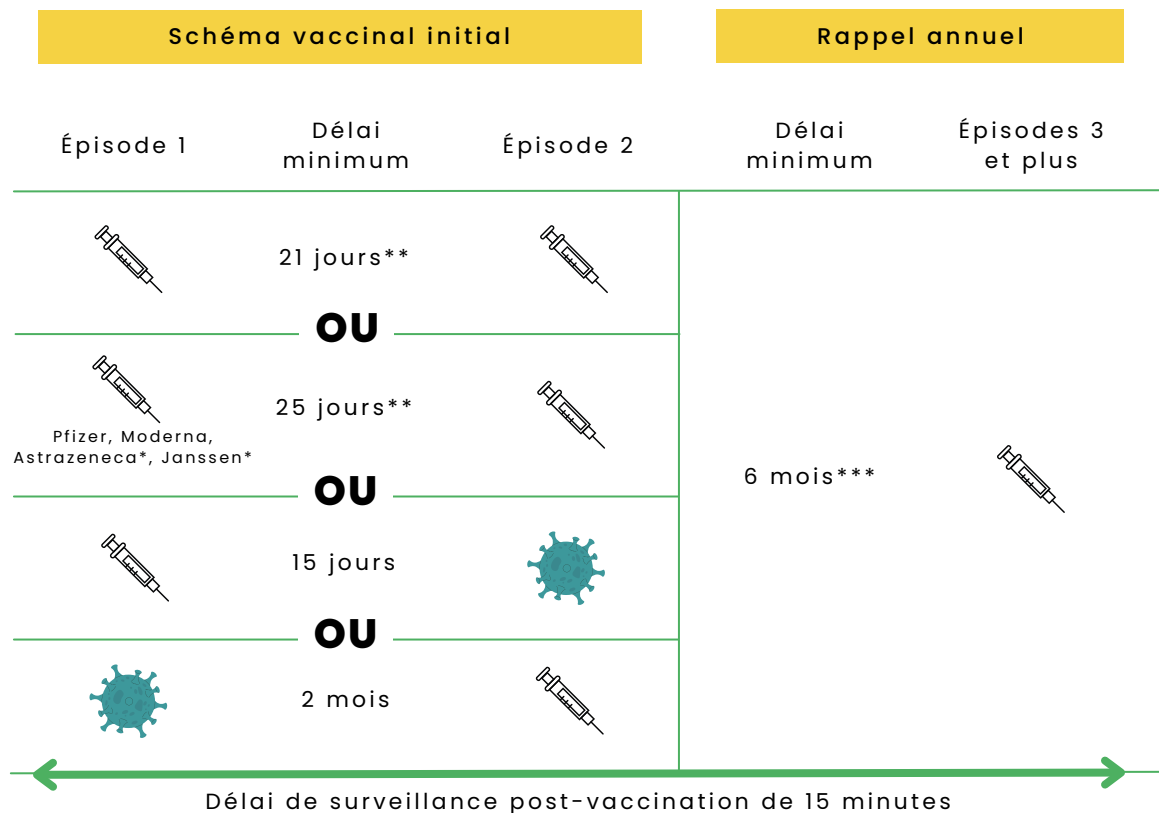 Schéma vaccinal initial
Rappel annuel
Épisode 1
Délai
minimum
Épisode 2
Délai
minimum
Épisodes 3
et plus
21 jours**
OU
25 jours**
Pfizer, Moderna,
Astrazeneca*, Janssen*
OU
15 jours
OU
2 mois
6 mois***
Délai de surveillance post-vaccination de 15 minutes